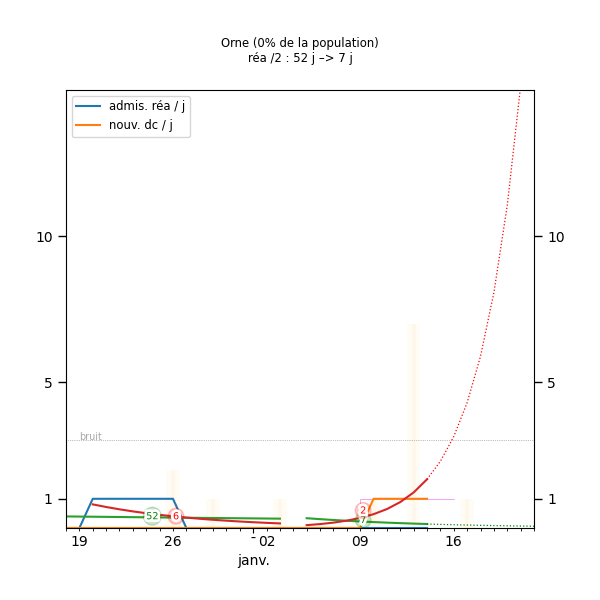 Orne (0% de la population)
réa /2 : 52 j –> 7 j
admis. réa / j
nouv. dc / j
10 10
5 5
bruit
1 1
52 6 2 7
19 26 - 02 09 16
janv.